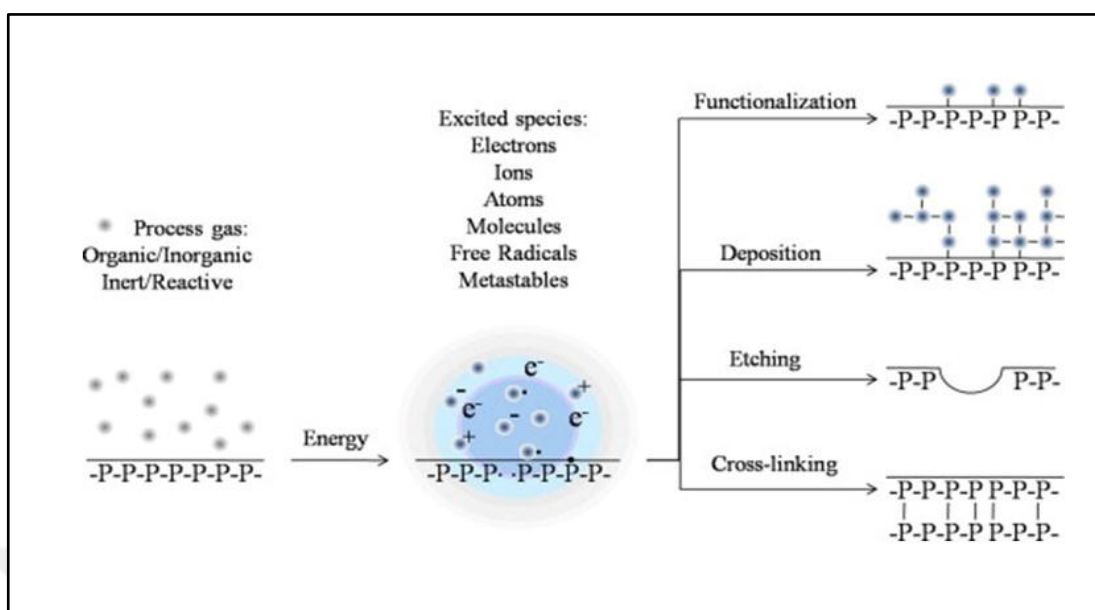 Process gas:
Organic/Inorganic
Inert/Reactive
-P-P-P-P-P-P-P-
Energy
Excited species:
Electrons
Ions
Atoms
Molecules
Free Radicals
Metastables
e⁻
-
+
e⁻
-
e⁻
+
-P-P-P- ·P-P-P-P-
Functionalization
-P-P-P-P-P P-P-
Deposition
-P-P-P-P-P P-P-
Etching
-P-P P-P-
Cross-linking
-P-P-P-P P-P-P-
-P-P-P-P P-P-P-